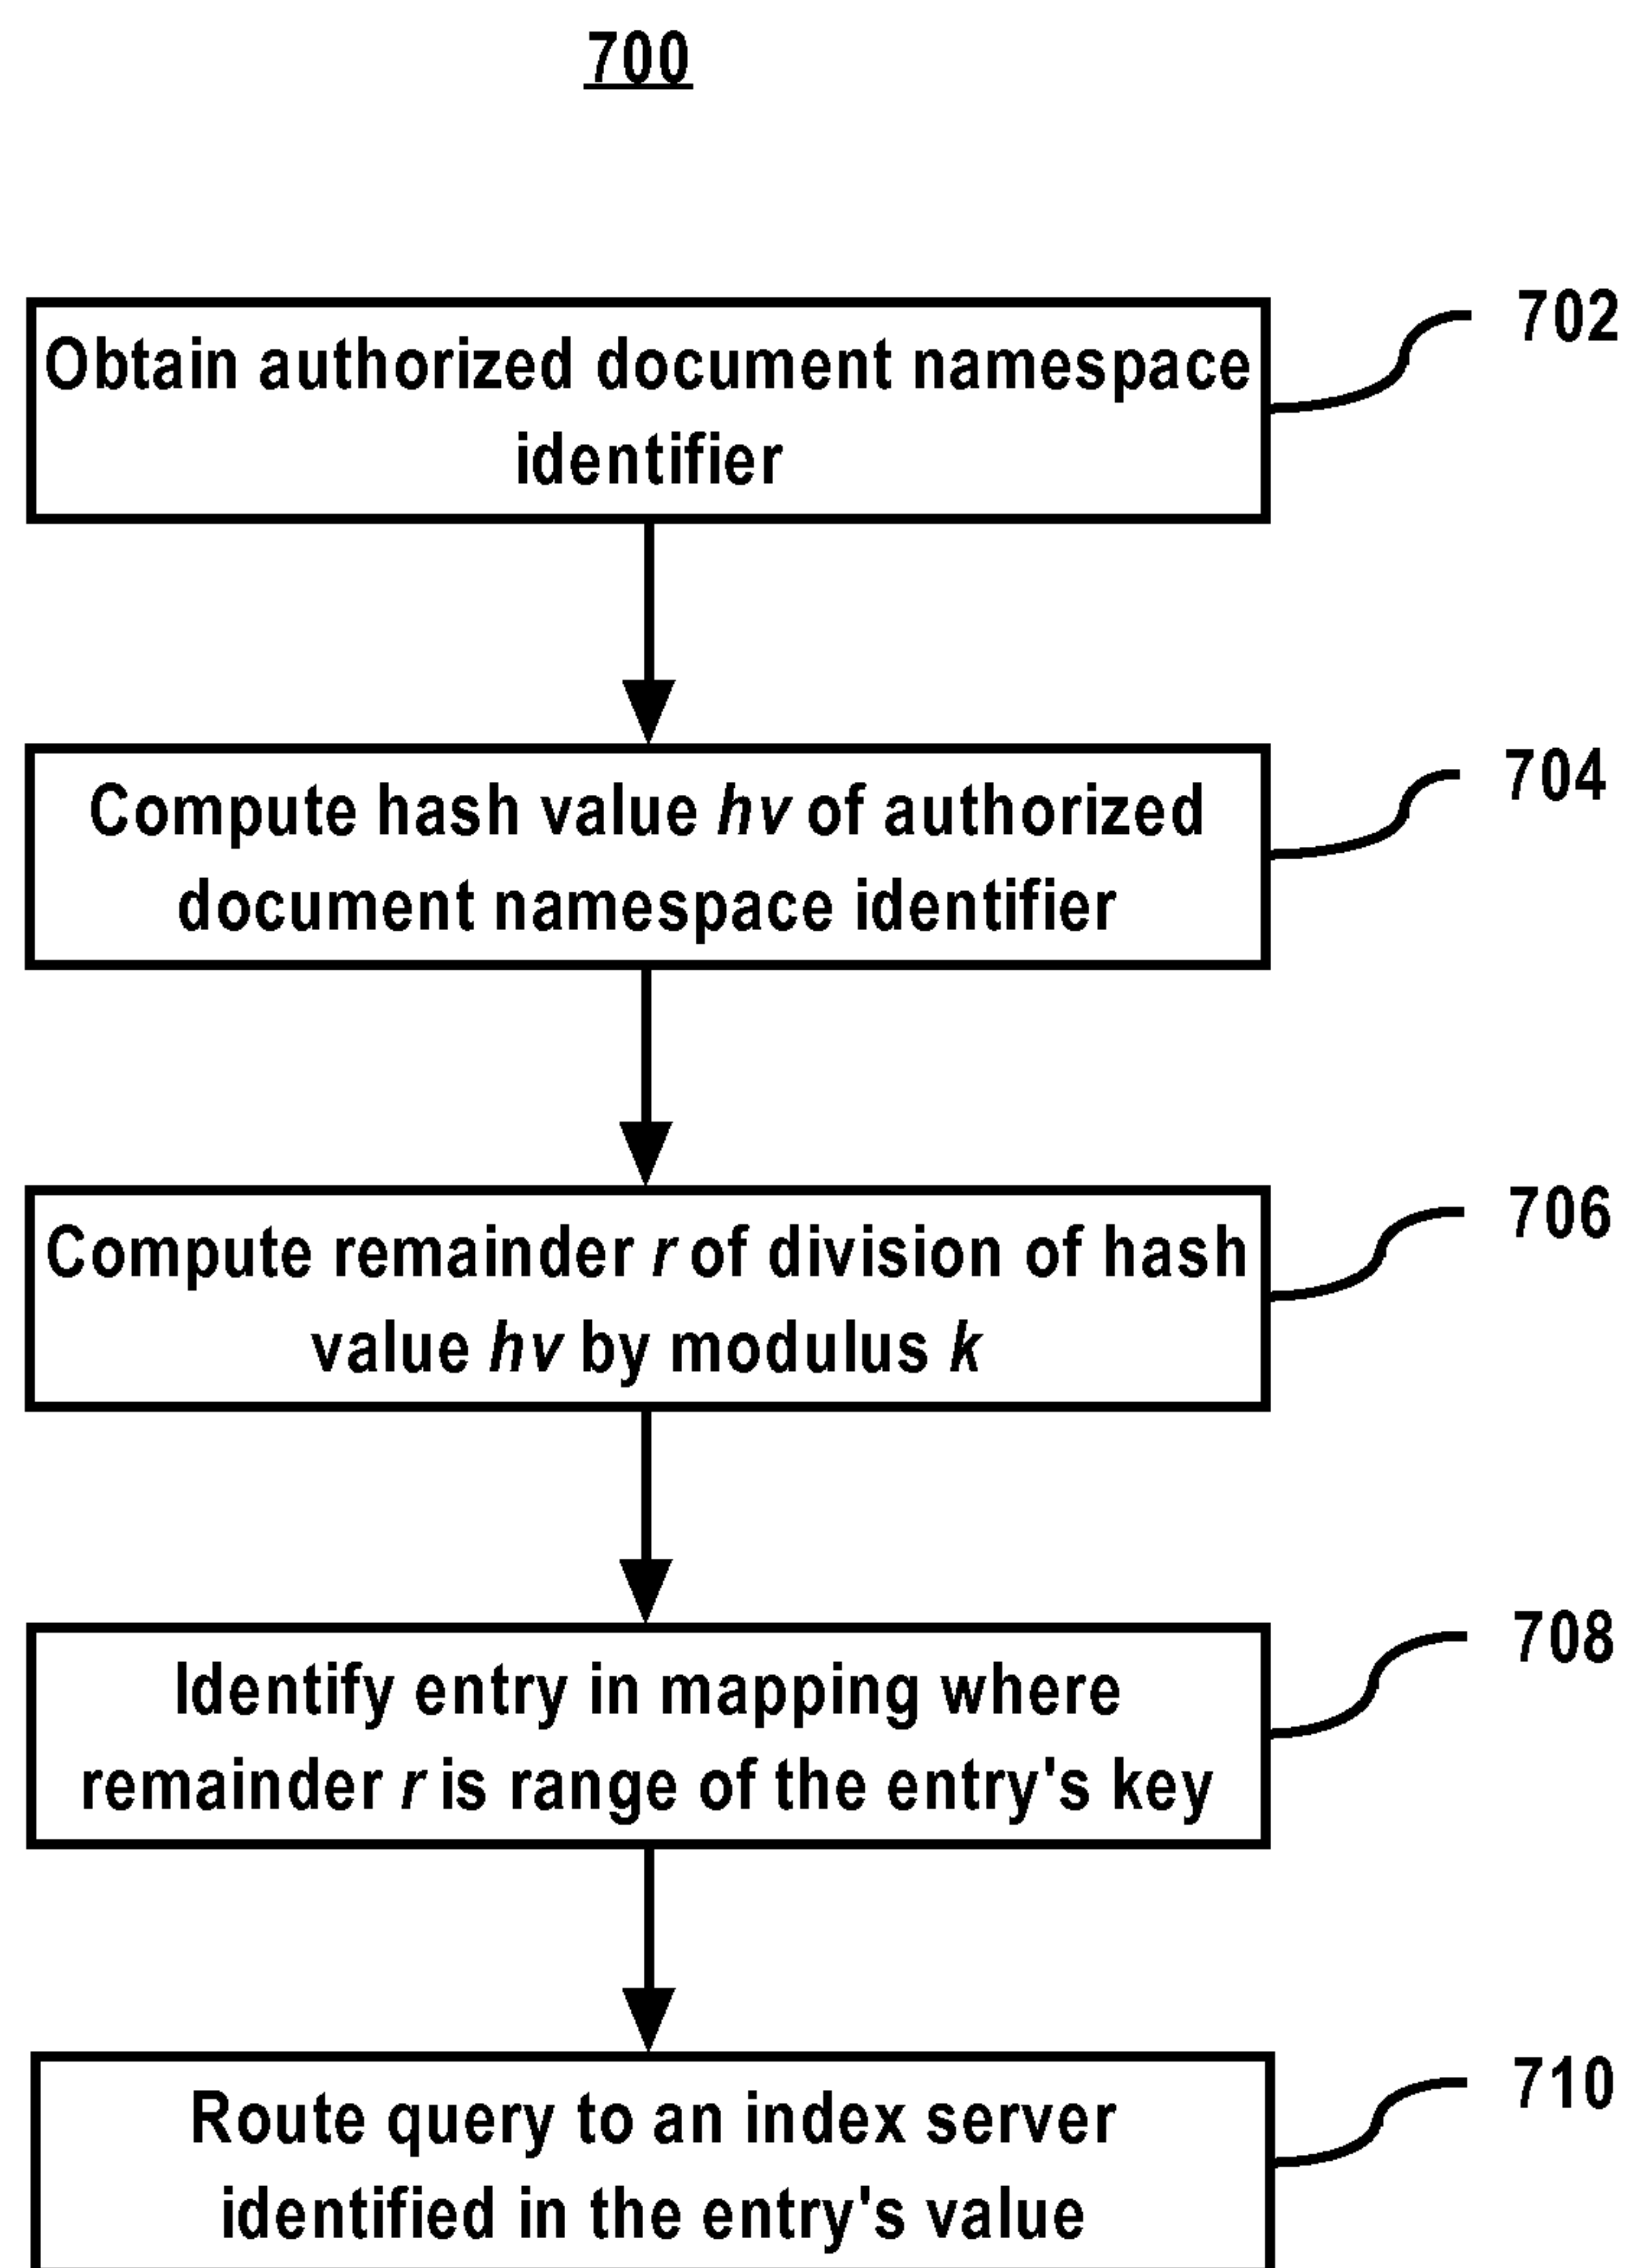 700
Obtain authorized document namespace
identifier
702
Compute hash value hv of authorized
document namespace identifier
704
Compute remainder r of division of hash
value hv by modulus k
706
Identify entry in mapping where
remainder r is range of the entry's key
708
Route query to an index server
identified in the entry's value
710